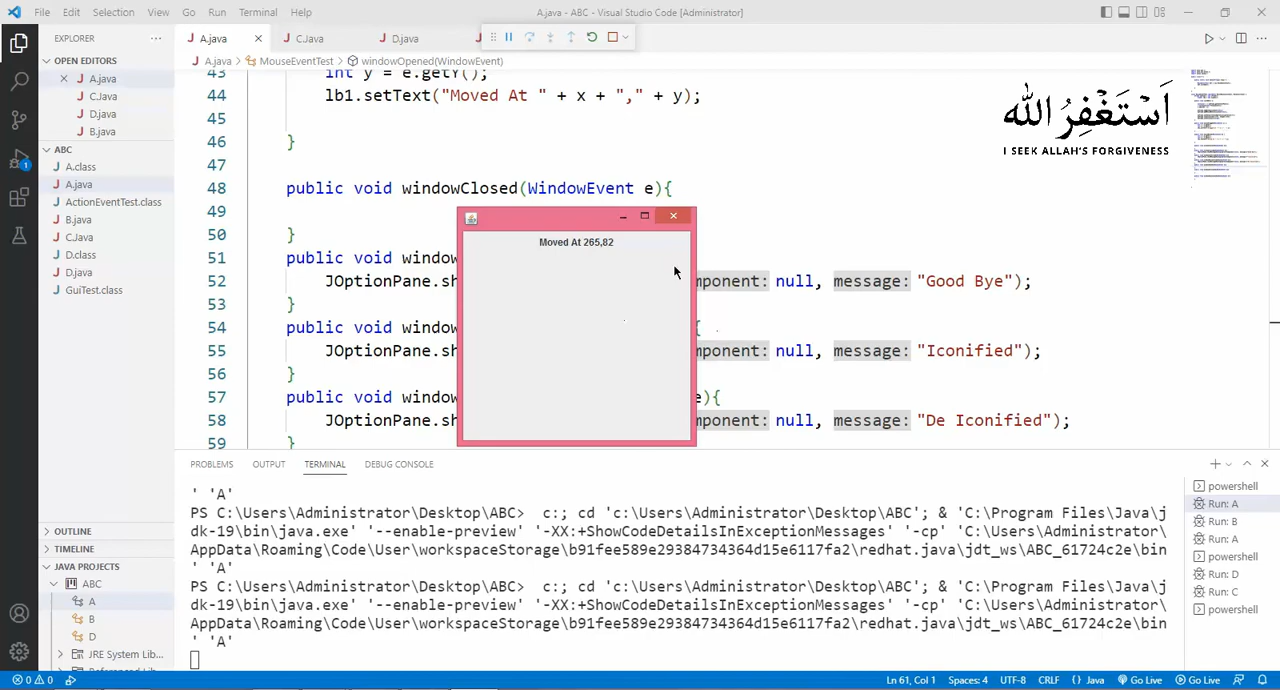 File Edit Selection View Go Run Terminal Help
A.java - ABC - Visual Studio Code [Administrator]
EXPLORER
A.java
C.Java
D.java
OPEN EDITORS
A.java
C.Java
D.java
B.java
A.java > MouseEventTest > windowOpened(WindowEvent)
ABC
A.class
A.java
ActionEventTest.class
B.java
C.Java
D.class
D.java
GuiTest.class
OUTLINE
TIMELINE
JAVA PROJECTS
ABC
A
B
D
JRE System Lib...
43 int y = e.getY();
44 lb1.setText("Moved At " + x + "," + y);
45
46 }
48 public void windowClosed(WindowEvent e){
49
50 }
51 public void window
52 JOptionPane.sh mponent: null, message: "Good Bye");
53 }
54 public void window {
55 JOptionPane.sh mponent: null, message: "Iconified");
56 }
57 public void window e){
58 JOptionPane.sh mponent: null, message: "De Iconified");
59 }
أَسْتَغْفِرُ اللّٰه
I SEEK ALLAH'S FORGIVENESS
Moved At 265,82
PROBLEMS OUTPUT TERMINAL DEBUG CONSOLE
' 'A'
PS C:\Users\Administrator\Desktop\ABC>  c:; cd 'c:\Users\Administrator\Desktop\ABC'; & 'C:\Program Files\Java\j
dk-19\bin\java.exe' '--enable-preview' '-XX:+ShowCodeDetailsInExceptionMessages' '-cp' 'C:\Users\Administrator\
AppData\Roaming\Code\User\workspaceStorage\b91fee589e29384734364d15e6117fa2\redhat.java\jdt_ws\ABC_61724c2e\bin
' 'A'
PS C:\Users\Administrator\Desktop\ABC>  c:; cd 'c:\Users\Administrator\Desktop\ABC'; & 'C:\Program Files\Java\j
dk-19\bin\java.exe' '--enable-preview' '-XX:+ShowCodeDetailsInExceptionMessages' '-cp' 'C:\Users\Administrator\
AppData\Roaming\Code\User\workspaceStorage\b91fee589e29384734364d15e6117fa2\redhat.java\jdt_ws\ABC_61724c2e\bin
' 'A'
powershell
Run: A
Run: B
Run: A
powershell
Run: D
Run: C
powershell
0 0
Ln 61, Col 1 Spaces: 4 UTF-8 CRLF {} Java Go Live Go Live